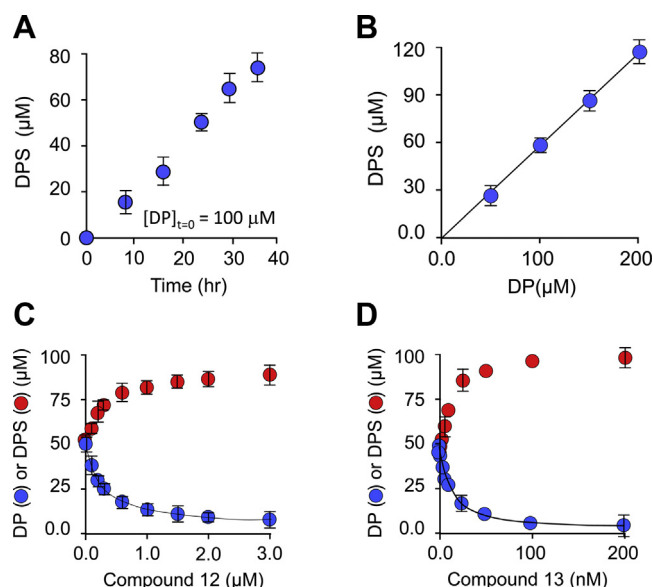 A
80
60
40
20
0
DPS (µM)
[DP]t=0 = 100 µM
0 10 20 30 40
Time (hr)
B
120
90
60
30
0.0
DPS (µM)
0.0 100 200
DP(µM)
C
100
75
50
25
0.0
DP (o) or DPS (o) (µM)
0.0 1.0 2.0 3.0
Compound 12 (µM)
D
100
75
50
25
0.0
DP (o) or DPS (o) (µM)
0.0 100 200
Compound 13 (nM)